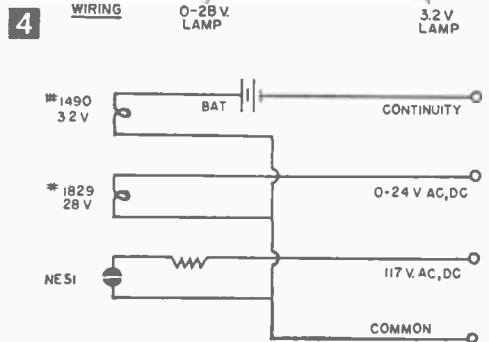 4
WIRING
0-28 V.
LAMP
3.2 V
LAMP
#1490
3.2 V
BAT
CONTINUITY
#1829
28 V
0-24 V AC,DC
NE51
117 V. AC,DC
COMMON